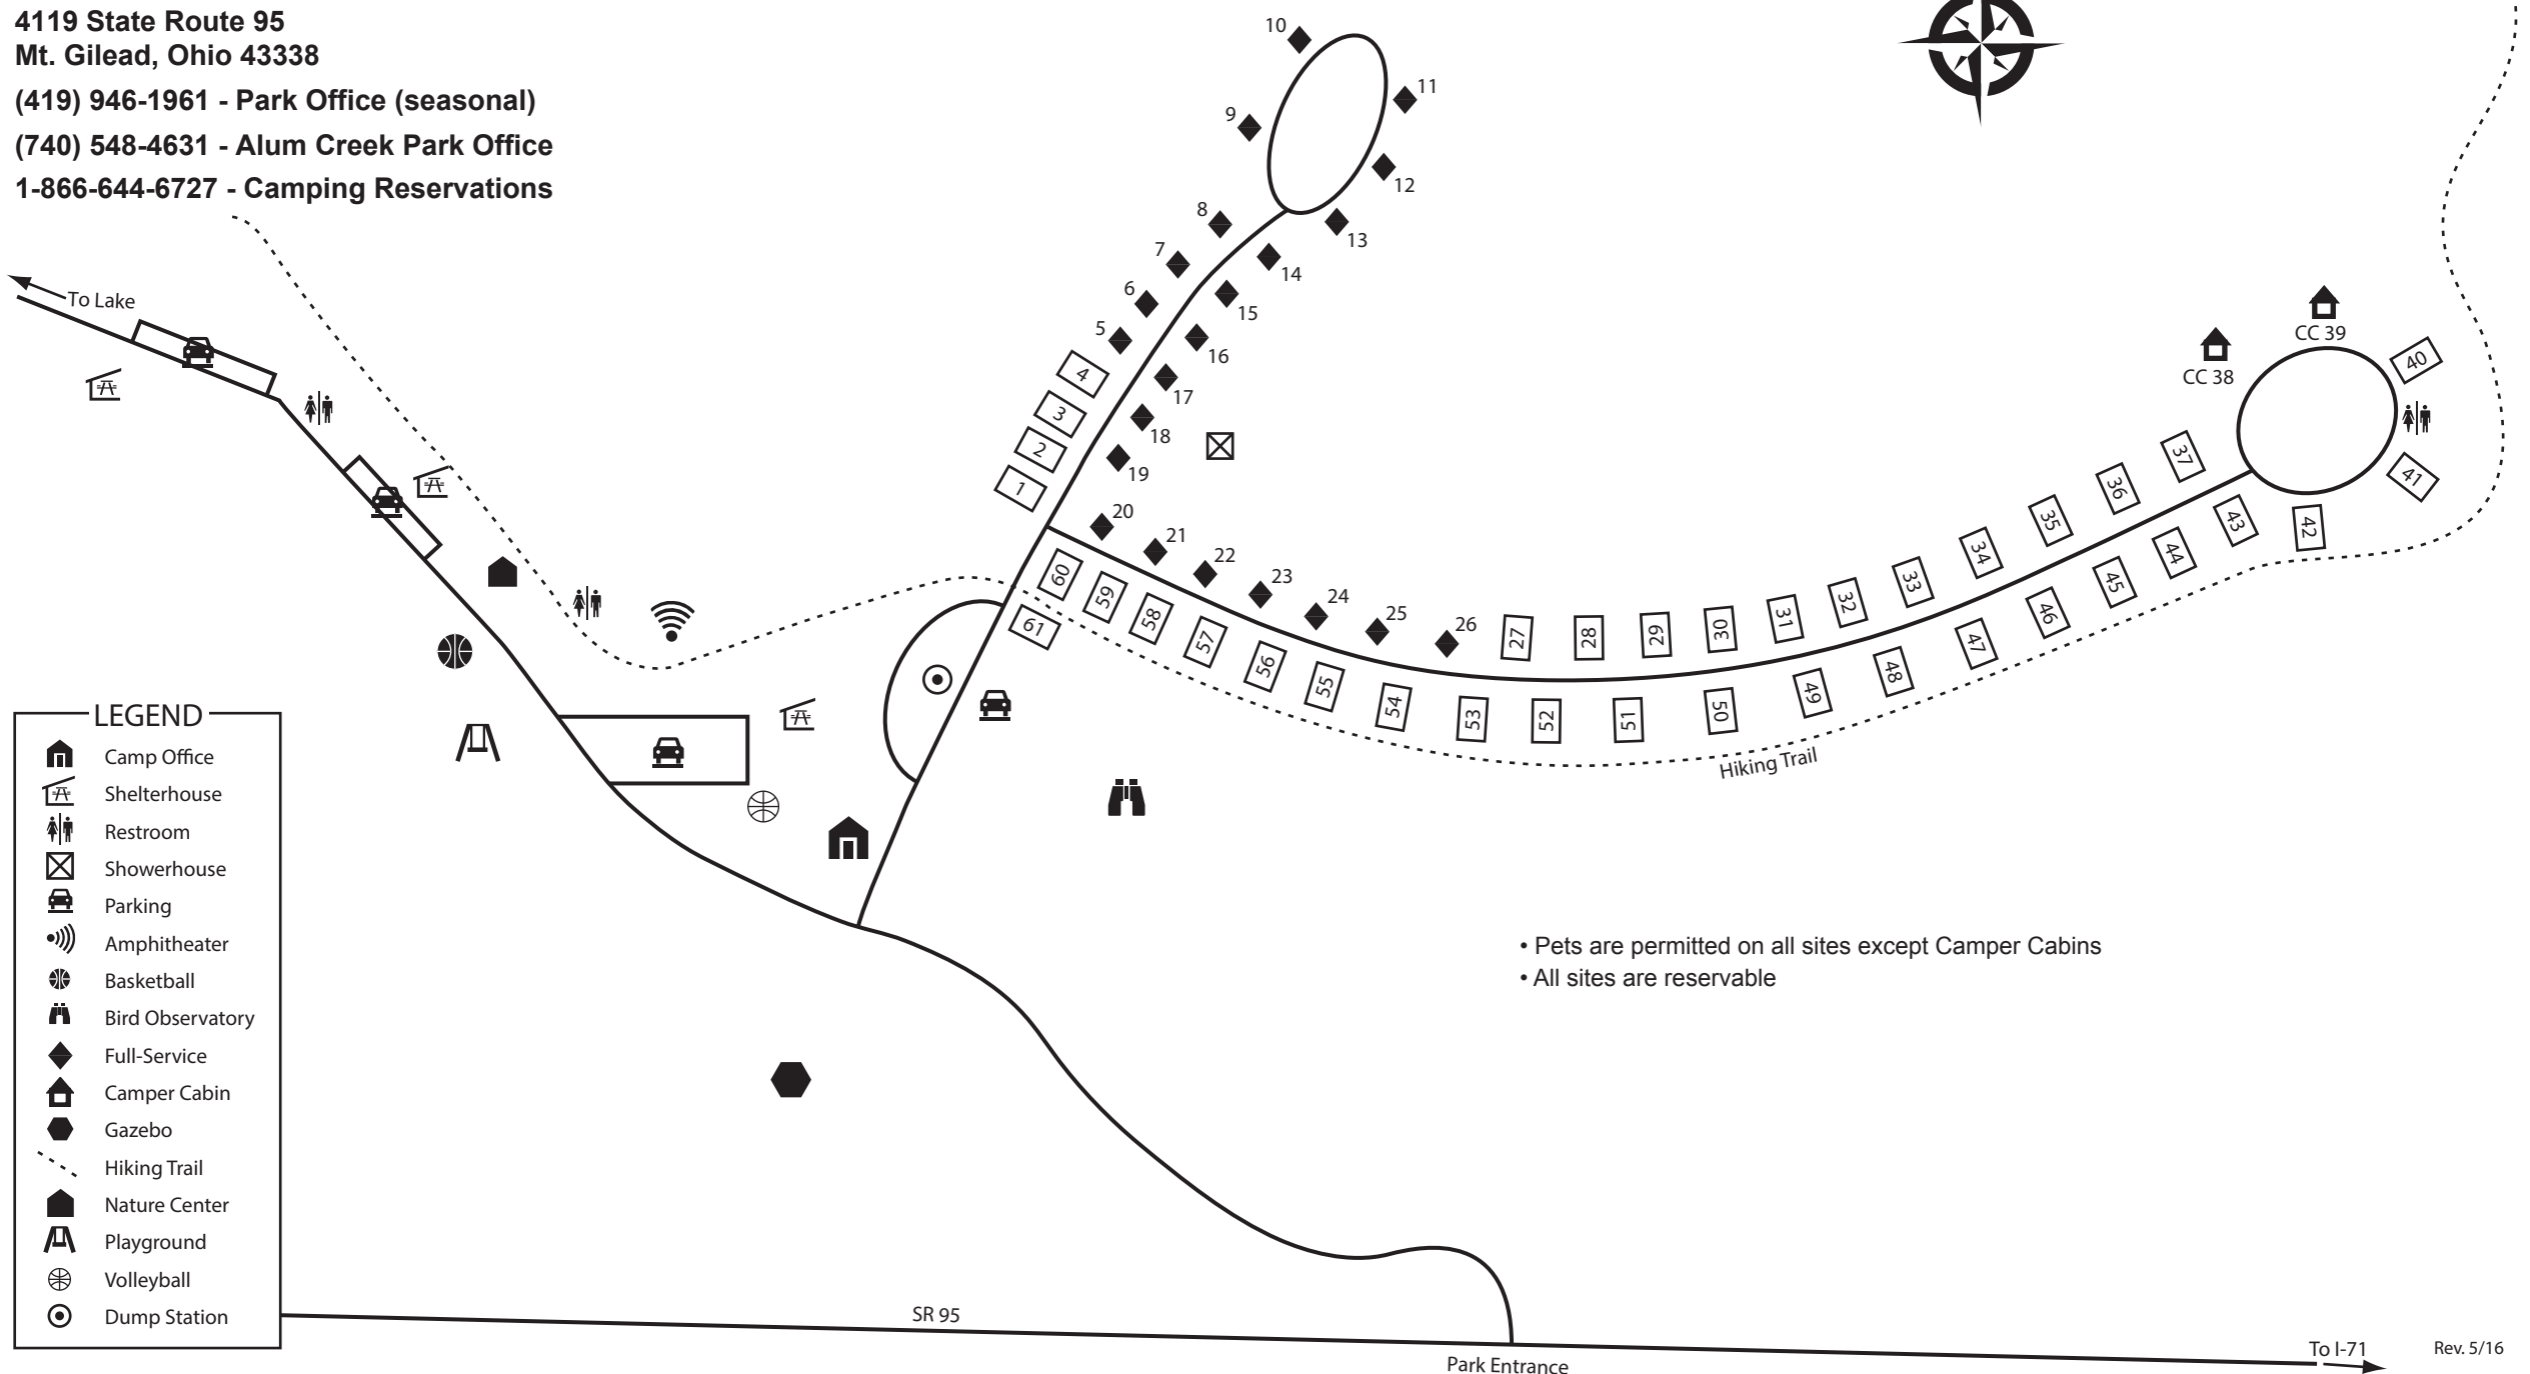 4119 State Route 95
Mt. Gilead, Ohio 43338
(419) 946-1961 - Park Office (seasonal)
(740) 548-4631 - Alum Creek Park Office
1-866-644-6727 - Camping Reservations
To Lake
10
11
9
12
8
13
7
14
6
15
5
16
4
17
3
18
2
19
1
20
21
22
23
24
25
26
27
28
29
30
31
32
33
34
35
36
37
CC 38
CC 39
40
41
42
43
44
45
46
47
48
49
50
51
52
53
54
55
56
57
58
59
60
61
Hiking Trail
LEGEND
Camp Office
Shelterhouse
Restroom
Showerhouse
Parking
Amphitheater
Basketball
Bird Observatory
Full-Service
Camper Cabin
Gazebo
Hiking Trail
Nature Center
Playground
Volleyball
Dump Station
• Pets are permitted on all sites except Camper Cabins
• All sites are reservable
SR 95
Park Entrance
To I-71
Rev. 5/16